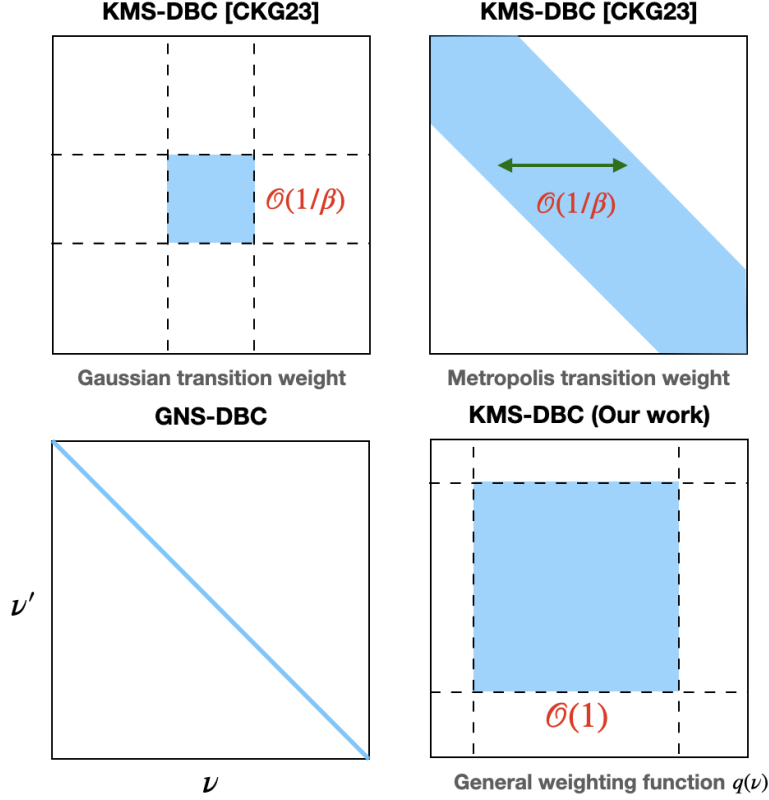 KMS-DBC [CKG23]
KMS-DBC [CKG23]
𝒪(1/β)
𝒪(1/β)
Gaussian transition weight
Metropolis transition weight
GNS-DBC
KMS-DBC (Our work)
ν′
𝒪(1)
ν
General weighting function q(ν)